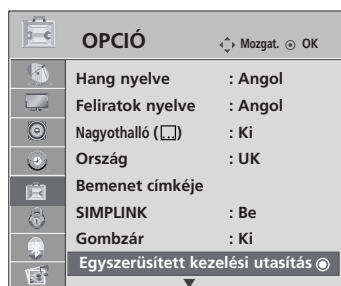 OPCIÓ Mozgat. OK
Hang nyelve : Angol
Feliratok nyelve : Angol
Nagyothalló ( ) : Ki
Ország : UK
Bemenet címkéje
SIMPLINK : Be
Gombzár : Ki
Egyszerüsített kezelési utasítás